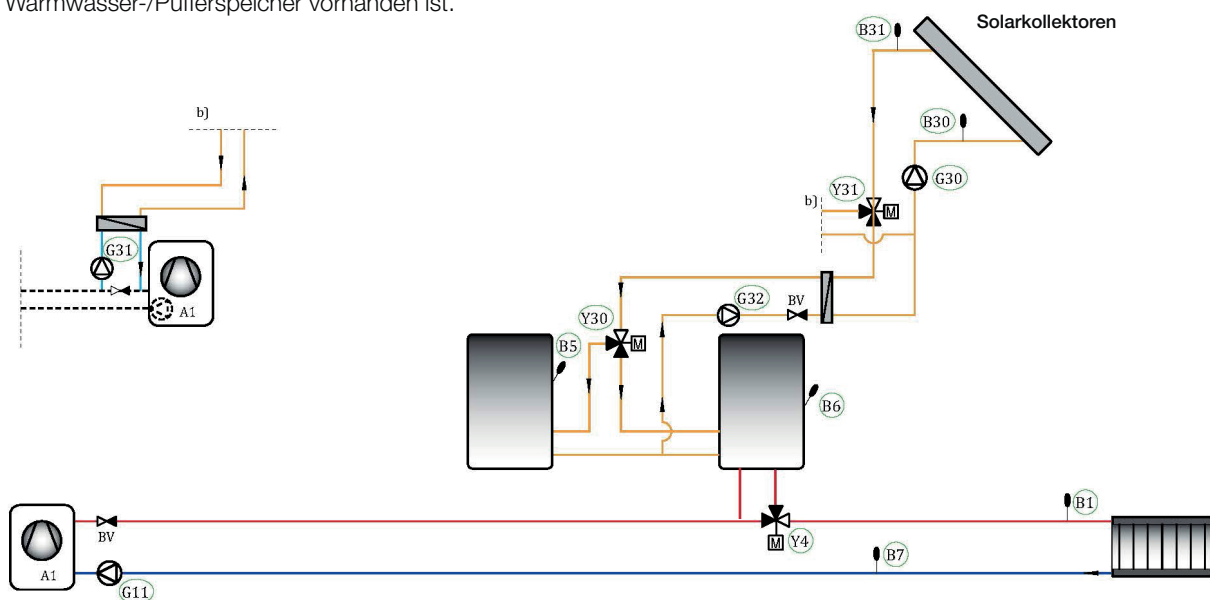 Warmwasser-/Pufferspeicher vorhanden ist.
Solarkollektoren
B31
B30
b)
G30
Y31
b)
M
G31
A1
G32
BV
Y30
M
B5
B6
B1
BV
M
Y4
B7
A1
G11